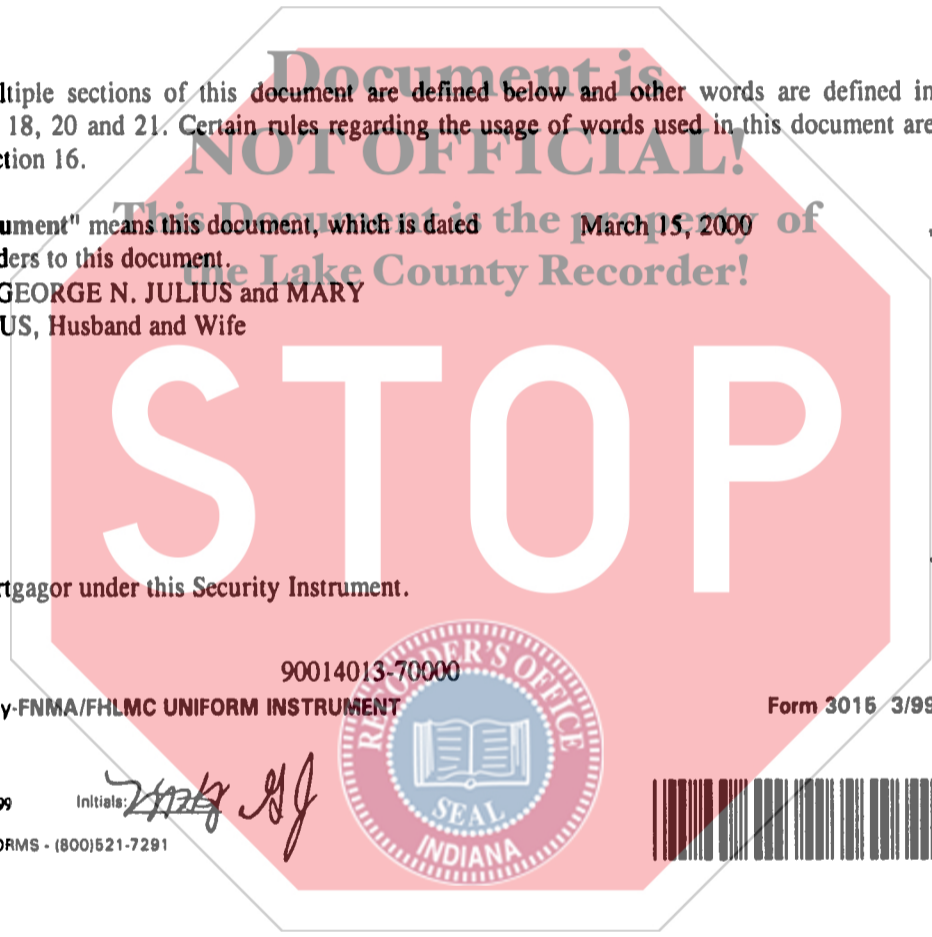 Document is
ltiple sections of this document are defined below and other words are defined in
18, 20 and 21. Certain rules regarding the usage of words used in this document are
NOT OFFICIAL!
tion 16.
ument" means this document, which is dated March 15, 2000
This Document is the property of
ders to this document.
the Lake County Recorder!
GEORGE N. JULIUS and MARY
US, Husband and Wife
STOP
tgagor under this Security Instrument.
90014013-70000
y-FNMA/FHLMC UNIFORM INSTRUMENT
Form 3015 3/99
RECORDER'S OFFICE
SEAL
INDIANA
99
Initials: GJ
ORMS - (800)521-7291